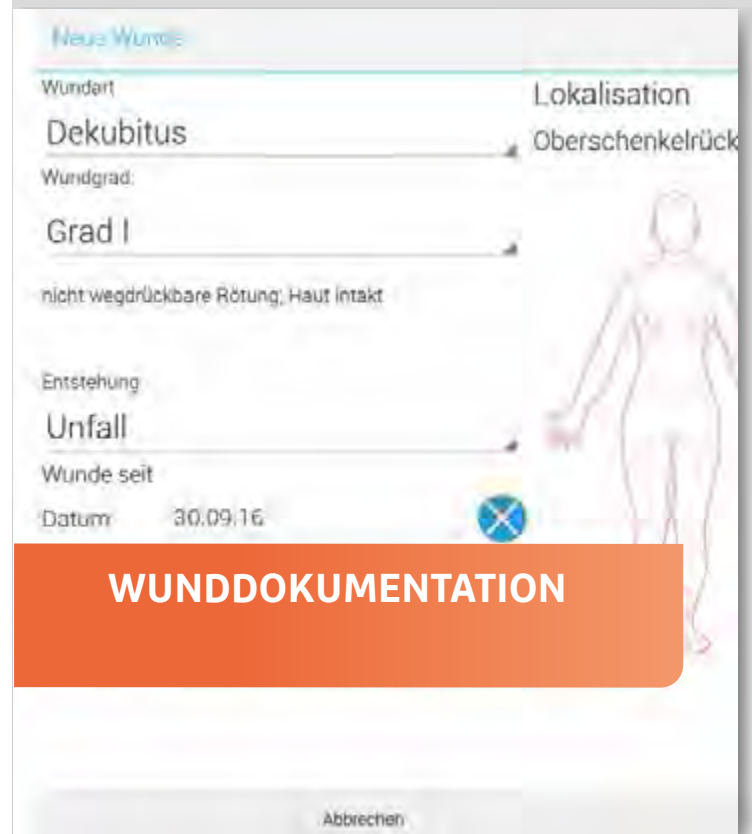 Neue Wunde
Wundart
Dekubitus
Wundgrad:
Grad I
nicht wegdrückbare Rötung; Haut intakt
Entstehung
Unfall
Wunde seit
Datum 30.09.16
Lokalisation
Oberschenkelrück
WUNDDOKUMENTATION
Abbrechen